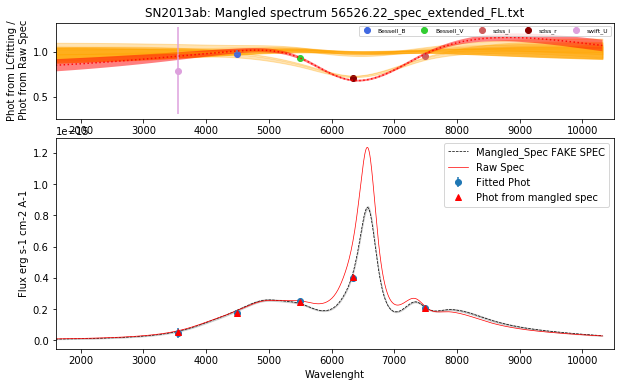 SN2013ab: Mangled spectrum 56526.22_spec_extended_FL.txt
Phot from LCfitting /
Phot from Raw Spec
1.0
0.5
Bessell_B
Bessell_V
sdss_i
sdss_r
swift_U
2000 3000 4000 5000 6000 7000 8000 9000 10000
Flux erg s-1 cm-2 A-1
1.2
1.0
0.8
0.6
0.4
0.2
0.0
Mangled_Spec FAKE SPEC
Raw Spec
Fitted Phot
Phot from mangled spec
2000 3000 4000 5000 6000 7000 8000 9000 10000
Wavelenght